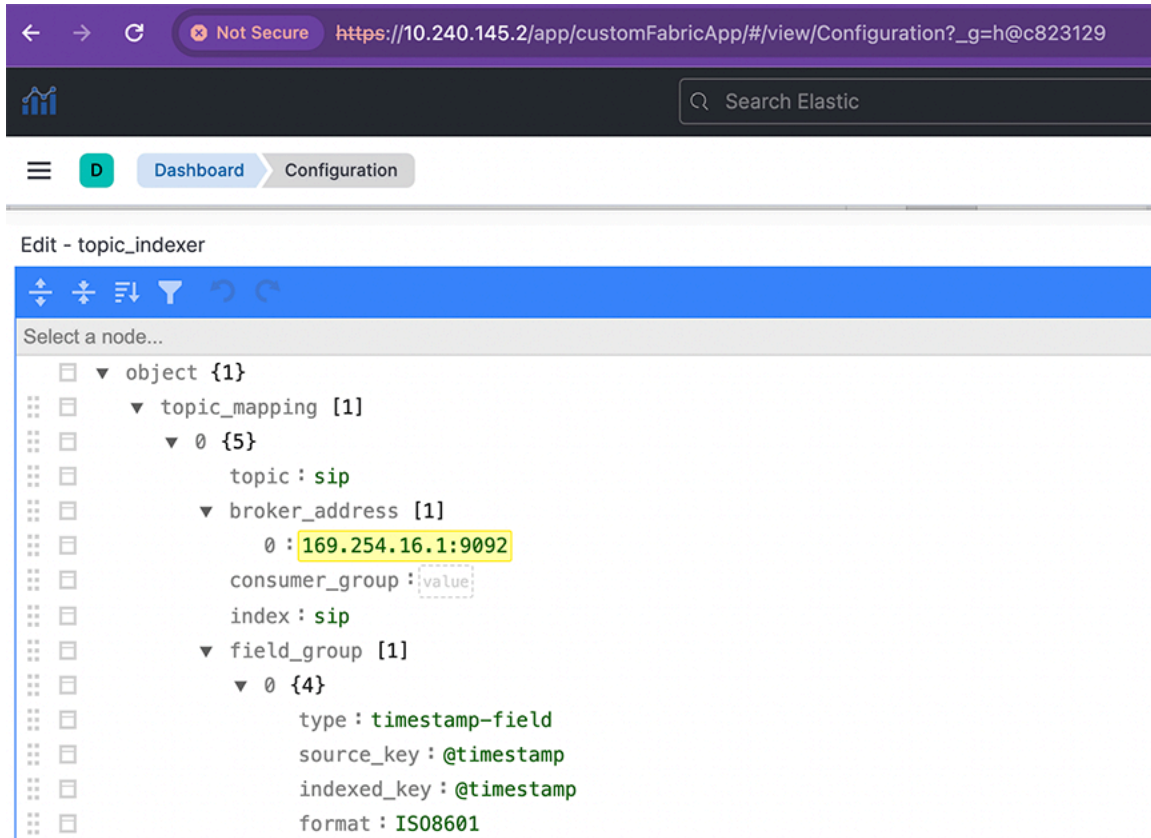 Not Secure https://10.240.145.2/app/customFabricApp/#/view/Configuration?_g=h@c823129
Search Elastic
D Dashboard Configuration
Edit - topic_indexer
Select a node...
object {1}
topic_mapping [1]
0 {5}
topic : sip
broker_address [1]
0 : 169.254.16.1:9092
consumer_group : value
index : sip
field_group [1]
0 {4}
type : timestamp-field
source_key : @timestamp
indexed_key : @timestamp
format : ISO8601